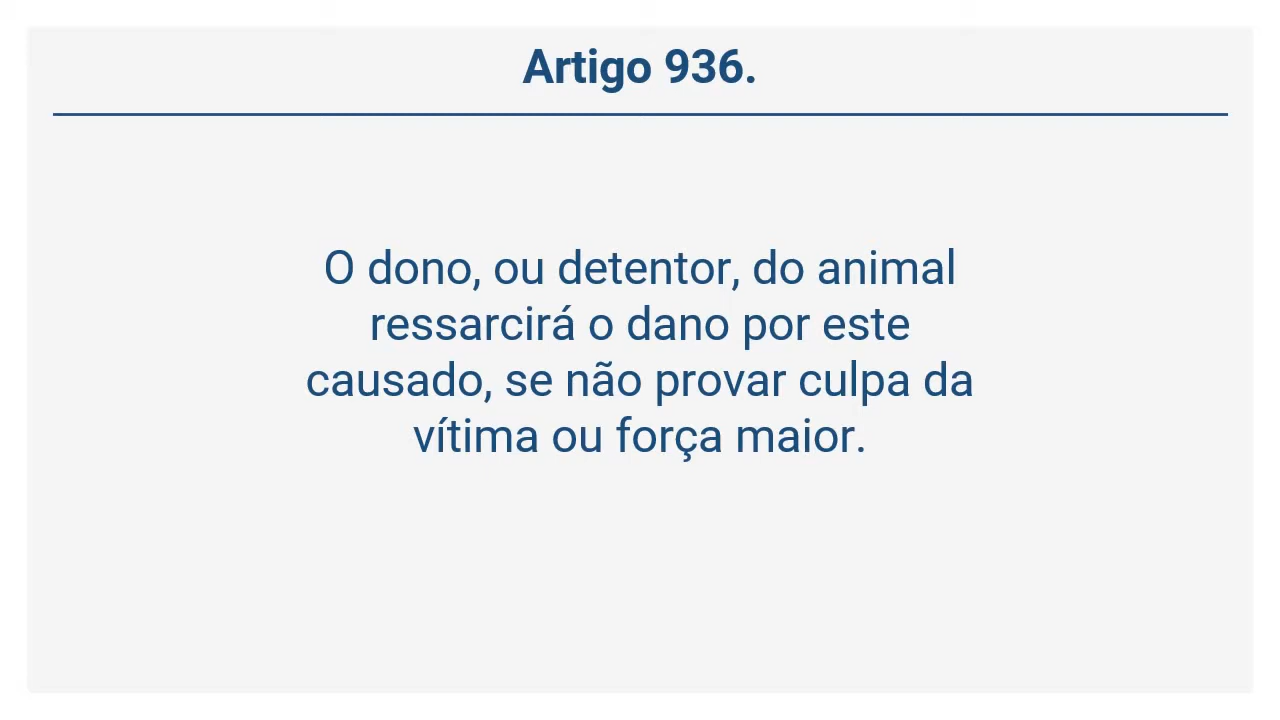 Artigo 936.
O dono, ou detentor, do animal
ressarcirá o dano por este
causado, se não provar culpa da
vítima ou força maior.